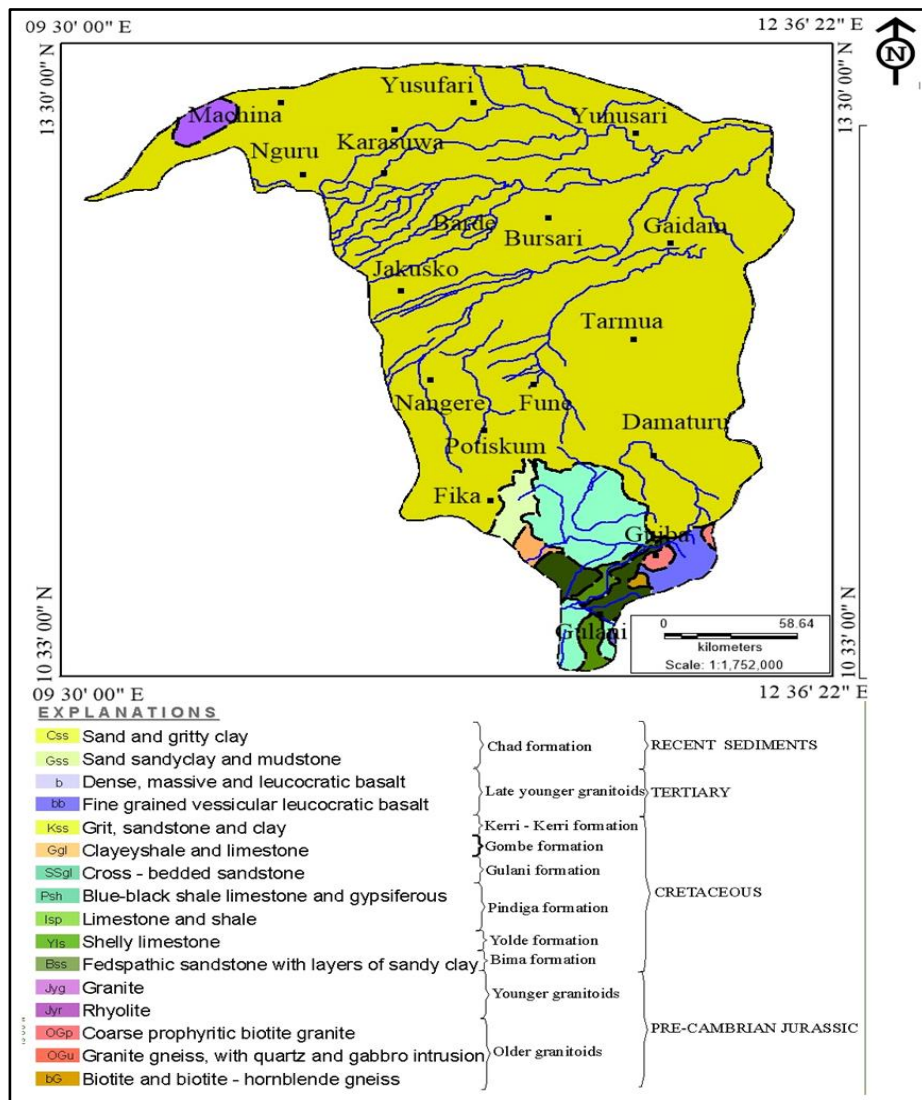 09 30' 00" E
12 36' 22" E
N
13 30' 00" N
13 30' 00" N
Yusufari
Machina
Yunusari
Karasuwa
Nguru
Barde
Bursari
Gaidam
Jakusko
Tarmua
Nangere
Fune
Damaturu
Potiskum
Fika
Gujba
Gulani
0 58.64
kilometers
Scale: 1:1,752,000
10 33' 00" N
10 33' 00" N
09 30' 00" E
12 36' 22" E
EXPLANATIONS
Css Sand and gritty clay
Gss Sand sandyclay and mudstone
Chad formation
RECENT SEDIMENTS
b Dense, massive and leucocratic basalt
bb Fine grained vessicular leucocratic basalt
Late younger granitoids
TERTIARY
Kss Grit, sandstone and clay
Kerri - Kerri formation
Ggl Clayeyshale and limestone
Gombe formation
SSgl Cross - bedded sandstone
Gulani formation
CRETACEOUS
Psh Blue-black shale limestone and gypsiferous
lsp Limestone and shale
Pindiga formation
Yls Shelly limestone
Yolde formation
Bss Fedspathic sandstone with layers of sandy clay
Bima formation
Jyg Granite
Jyr Rhyolite
Younger granitoids
PRE-CAMBRIAN JURASSIC
OGp Coarse prophyritic biotite granite
OGu Granite gneiss, with quartz and gabbro intrusion
bG Biotite and biotite - hornblende gneiss
Older granitoids